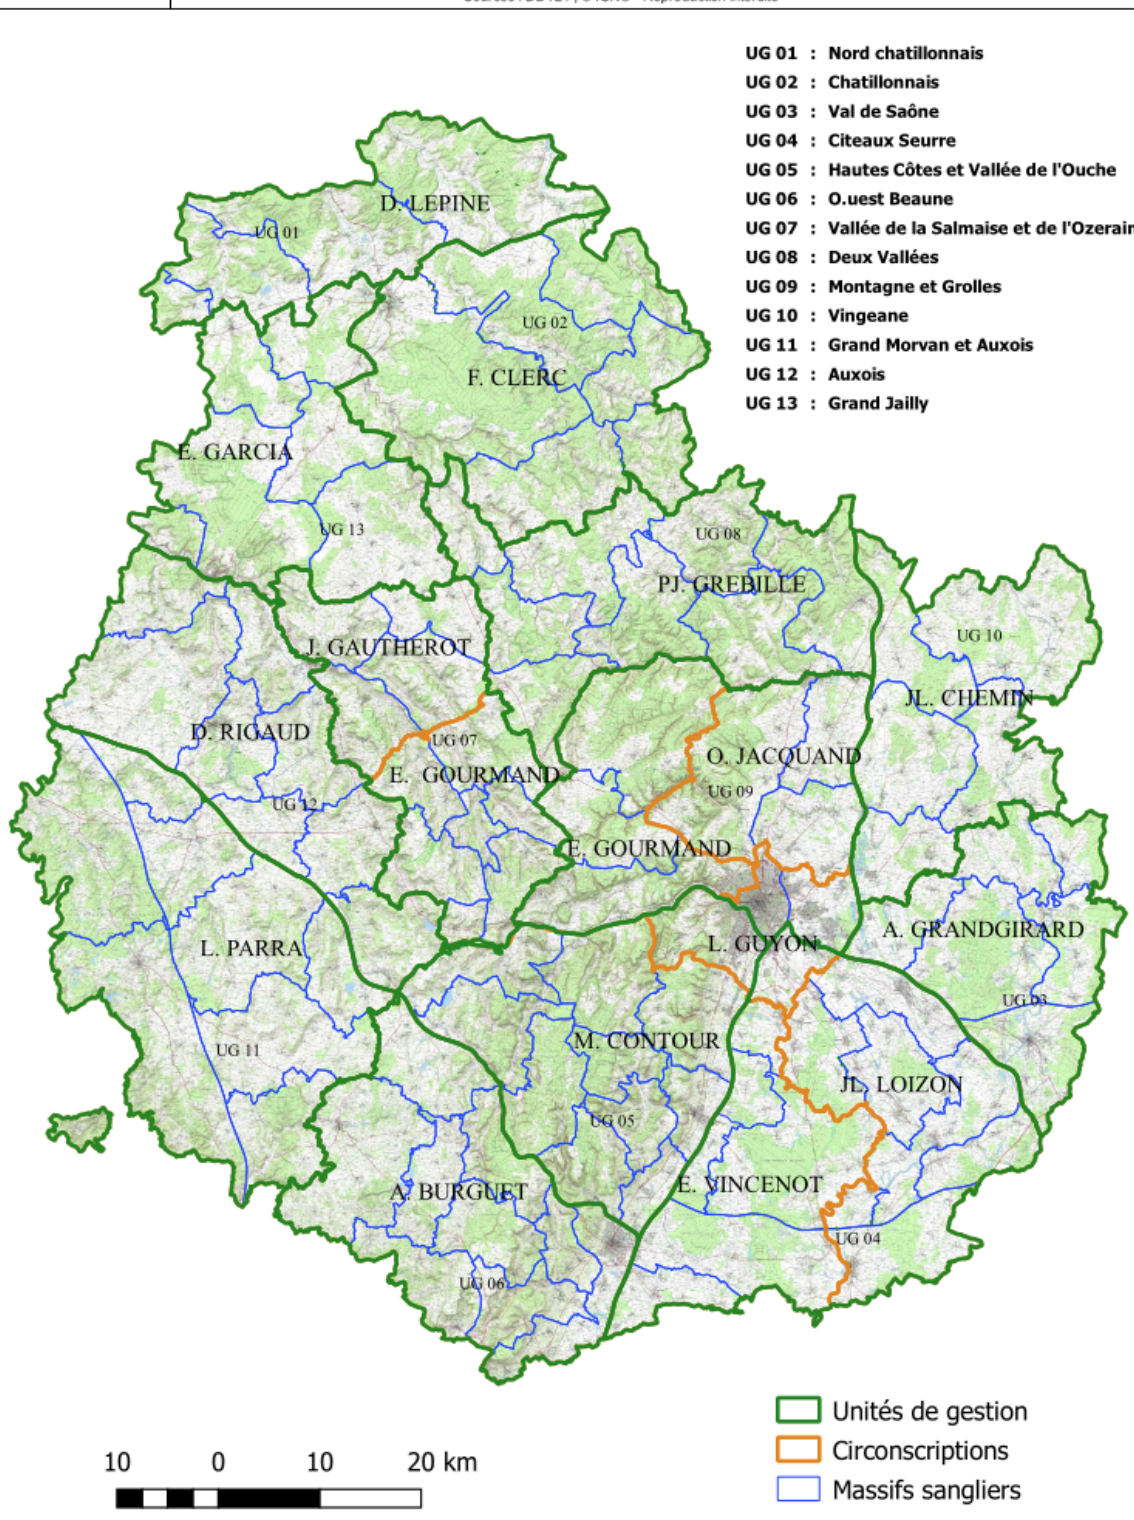 UG 01 : Nord chatillonnais
UG 02 : Chatillonnais
UG 03 : Val de Saône
UG 04 : Citeaux Seurre
UG 05 : Hautes Côtes et Vallée de l'Ouche
UG 06 : O.uest Beaune
UG 07 : Vallée de la Salmaise et de l'Ozerain
UG 08 : Deux Vallées
UG 09 : Montagne et Grolles
UG 10 : Vingeane
UG 11 : Grand Morvan et Auxois
UG 12 : Auxois
UG 13 : Grand Jailly
D. LEPINE
UG 01
UG 02
F. CLERC
E. GARCIA
UG 13
UG 08
PJ. GREBILLE
UG 10
J. GAUTHEROT
JL. CHEMIN
D. RIGAUD
UG 07
O. JACQUAND
E. GOURMAND
UG 09
UG 12
E. GOURMAND
A. GRANDGIRARD
L. GUYON
L. PARRA
UG 03
M. CONTOUR
UG 11
JL. LOIZON
UG 05
E. VINCENOT
A. BURGUET
UG 04
UG 06
Unités de gestion
Circonscriptions
Massifs sangliers
10 0 10 20 km